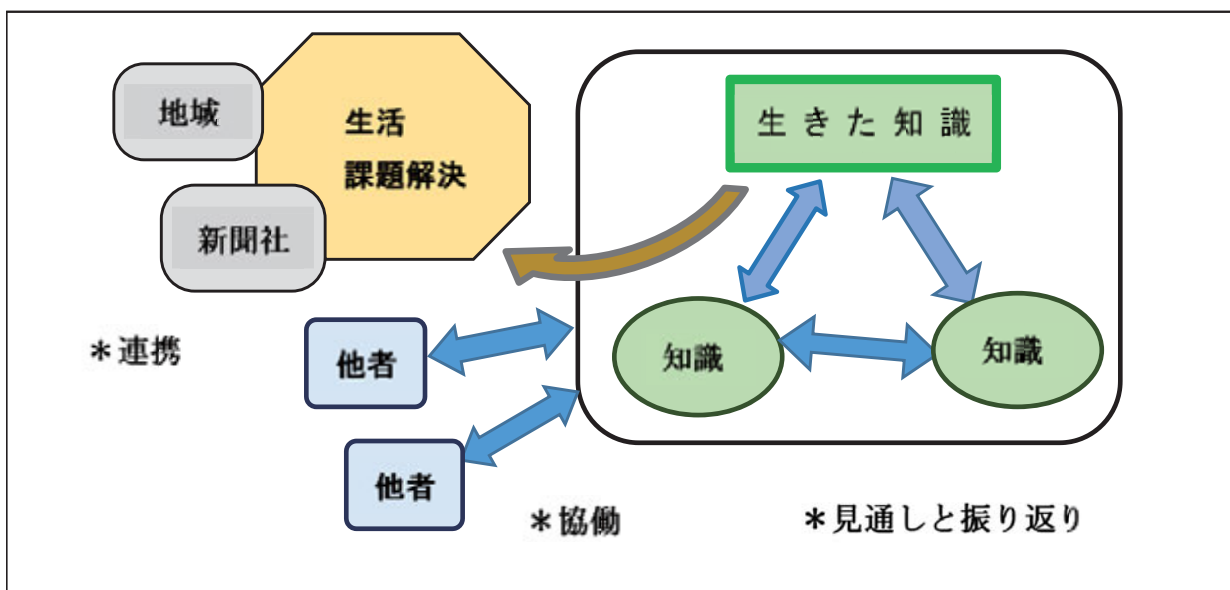 地域
生活
課題解決
新聞社
生きた知識
*連携
他者
知識
知識
他者
*協働
*見通しと振り返り